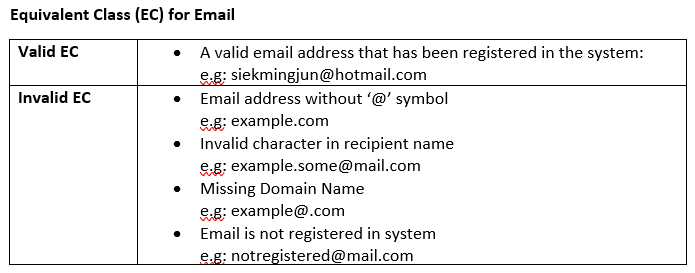 Equivalent Class (EC) for Email
Valid EC
• A valid email address that has been registered in the system:
e.g: siekmingjun@hotmail.com
Invalid EC
• Email address without ‘@’ symbol
e.g: example.com
• Invalid character in recipient name
e.g: example.some@mail.com
• Missing Domain Name
e.g: example@.com
• Email is not registered in system
e.g: notregistered@mail.com